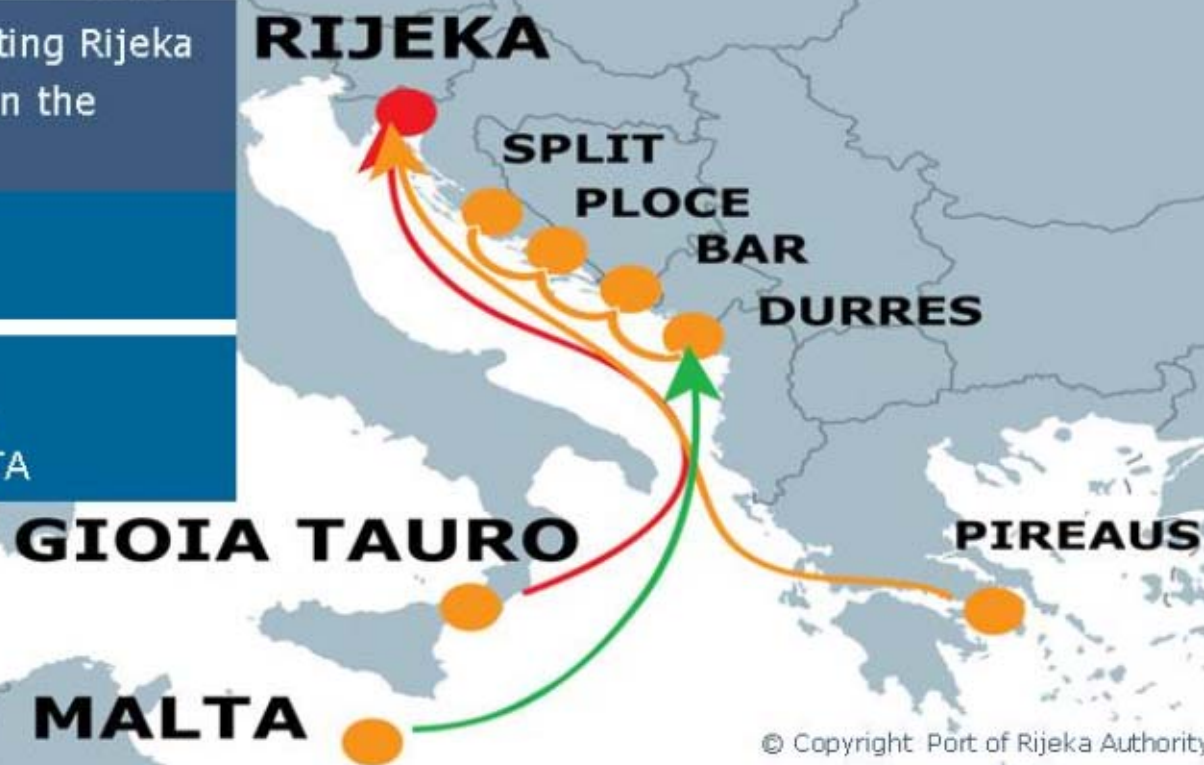 ting Rijeka
n the
TA
RIJEKA
SPLIT
PLOCE
BAR
DURRES
GIOIA TAURO
PIREAUS
MALTA
© Copyright Port of Rijeka Authority